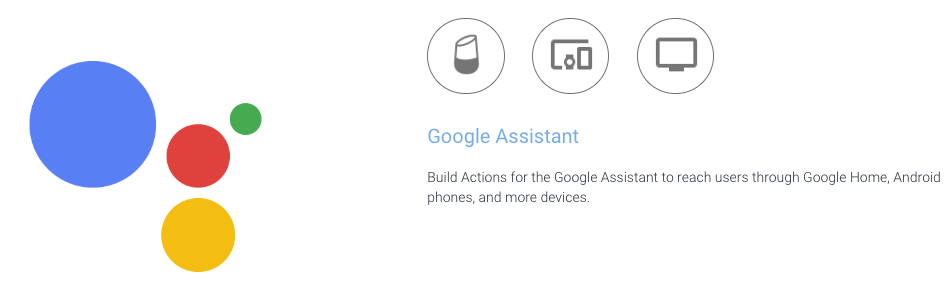 Google Assistant
Build Actions for the Google Assistant to reach users through Google Home, Android
phones, and more devices.